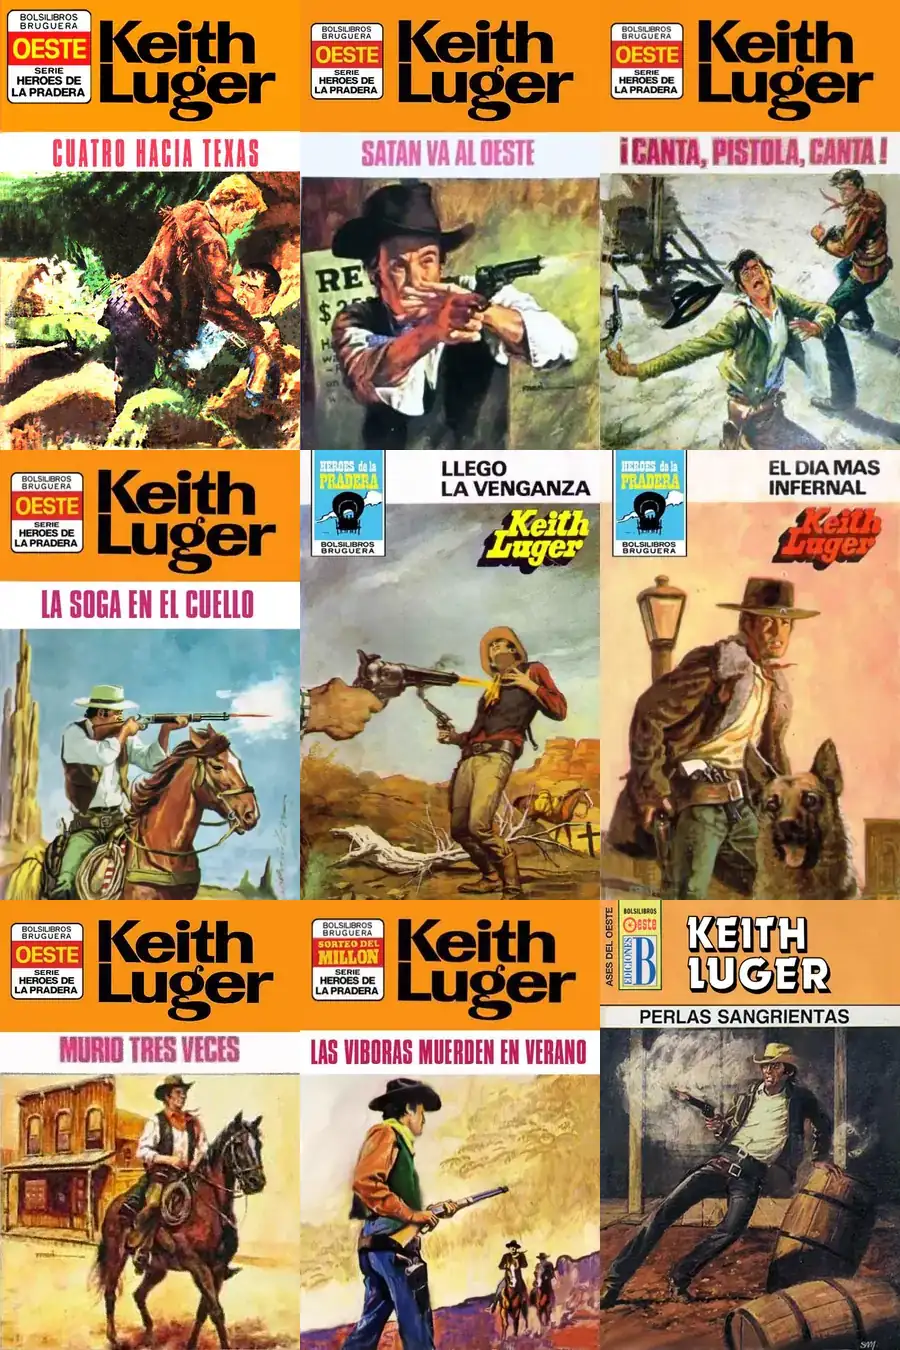 BOLSILIBROS
BRUGUERA
OESTE
SERIE
HEROES DE
LA PRADERA
Keith
Luger
CUATRO HACIA TEXAS
BOLSILIBROS
BRUGUERA
OESTE
SERIE
HEROES DE
LA PRADERA
Keith
Luger
SATAN VA AL OESTE
RE
BOLSILIBROS
BRUGUERA
OESTE
SERIE
HEROES DE
LA PRADERA
Keith
Luger
¡CANTA, PISTOLA, CANTA!
BOLSILIBROS
BRUGUERA
OESTE
SERIE
HEROES DE
LA PRADERA
Keith
Luger
LA SOGA EN EL CUELLO
HEROES de la
PRADERA
BOLSILIBROS
BRUGUERA
LLEGO
LA VENGANZA
Keith
Luger
HEROES de la
PRADERA
BOLSILIBROS
BRUGUERA
EL DIA MAS
INFERNAL
Keith
Luger
BOLSILIBROS
BRUGUERA
OESTE
SERIE
HEROES DE
LA PRADERA
Keith
Luger
MURIO TRES VECES
BOLSILIBROS
BRUGUERA
SORTEO DEL
MILLON
SERIE
HEROES DE
LA PRADERA
Keith
Luger
LAS VIBORAS MUERDEN EN VERANO
ASES DEL OESTE
BOLSILIBROS
Oeste
EDICIONES
B
KEITH
LUGER
PERLAS SANGRIENTAS